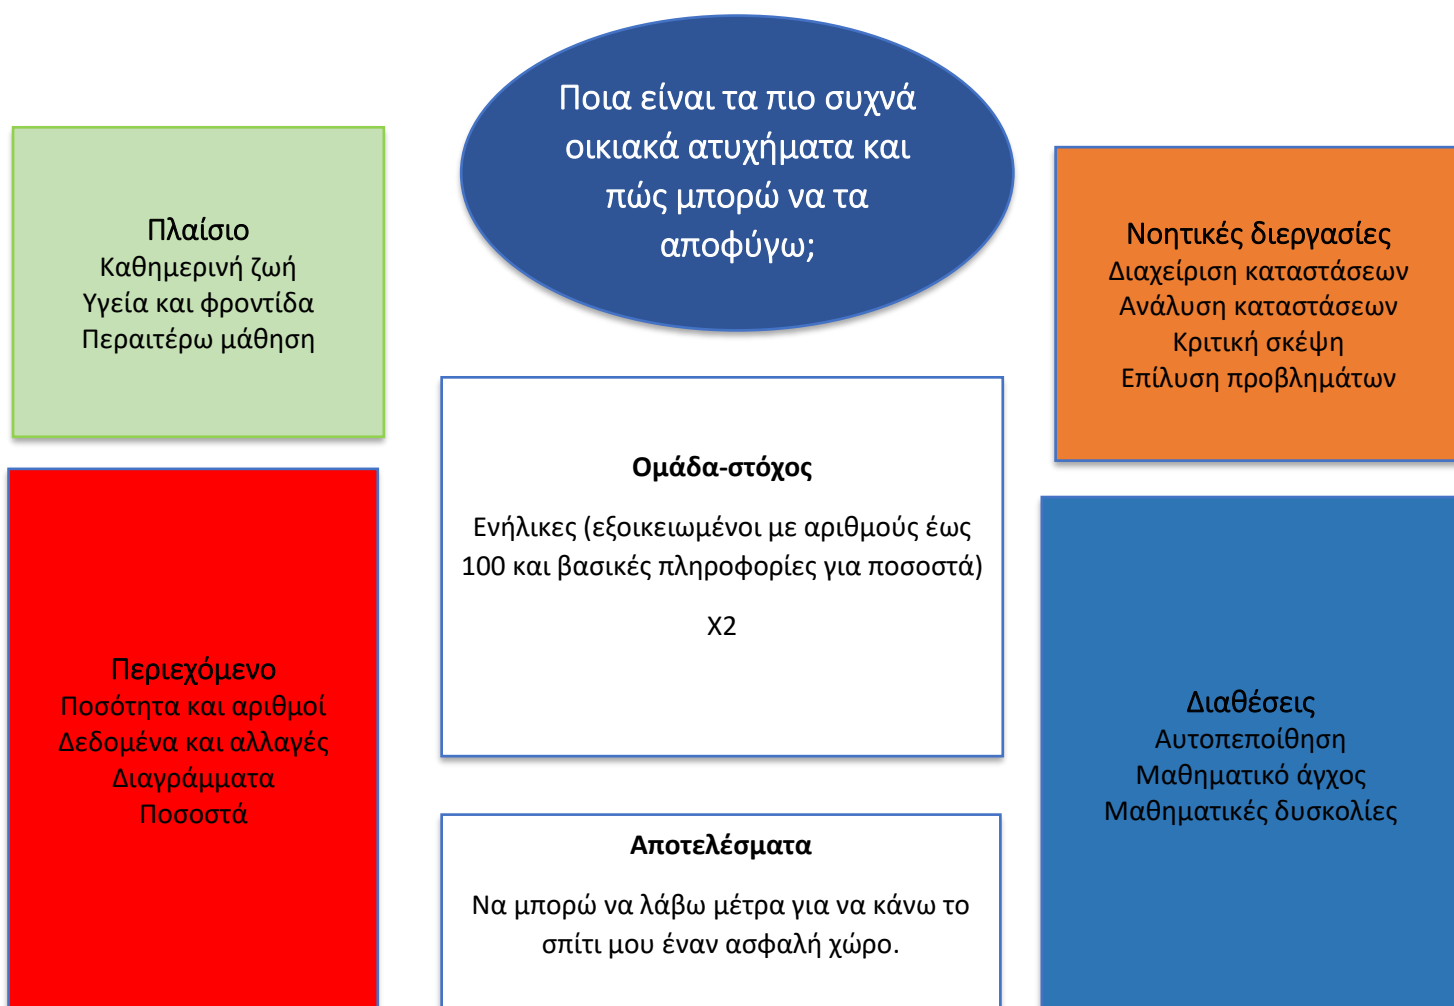 Ποια είναι τα πιο συχνά
οικιακά ατυχήματα και
πώς μπορώ να τα
αποφύγω;
Πλαίσιο
Καθημερινή ζωή
Υγεία και φροντίδα
Περαιτέρω μάθηση
Νοητικές διεργασίες
Διαχείριση καταστάσεων
Ανάλυση καταστάσεων
Κριτική σκέψη
Επίλυση προβλημάτων
Ομάδα-στόχος
Ενήλικες (εξοικειωμένοι με αριθμούς έως
100 και βασικές πληροφορίες για ποσοστά)
X2
Περιεχόμενο
Ποσότητα και αριθμοί
Δεδομένα και αλλαγές
Διαγράμματα
Ποσοστά
Διαθέσεις
Αυτοπεποίθηση
Μαθηματικό άγχος
Μαθηματικές δυσκολίες
Αποτελέσματα
Να μπορώ να λάβω μέτρα για να κάνω το
σπίτι μου έναν ασφαλή χώρο.